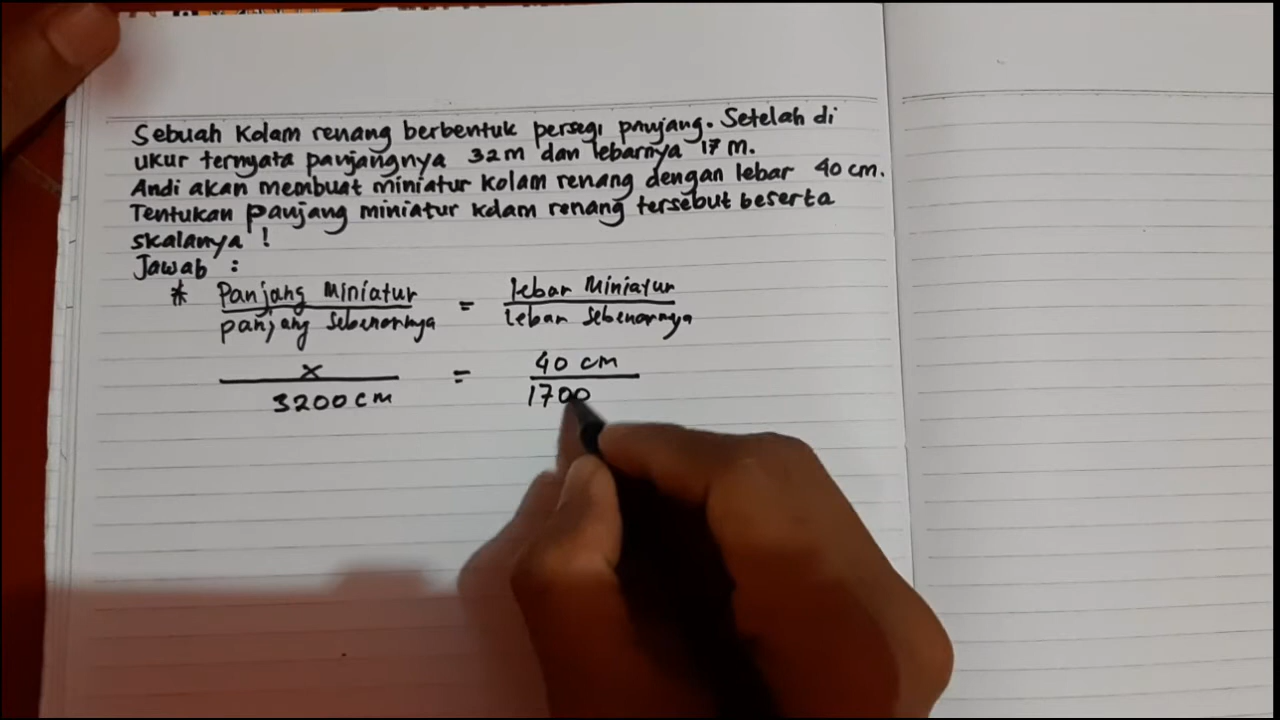 Sebuah Kolam renang berbentuk persegi panjang. Setelah di
ukur ternyata panjangnya 32 m dan lebarnya 17 m.
Andi akan membuat miniatur kolam renang dengan lebar 40 cm.
Tentukan panjang miniatur kolam renang tersebut beserta
skalanya !
Jawab :
* Panjang Miniatur = lebar Miniatur
panjang Sebenarnya lebar Sebenarnya
x = 40 cm
3200 cm 1700